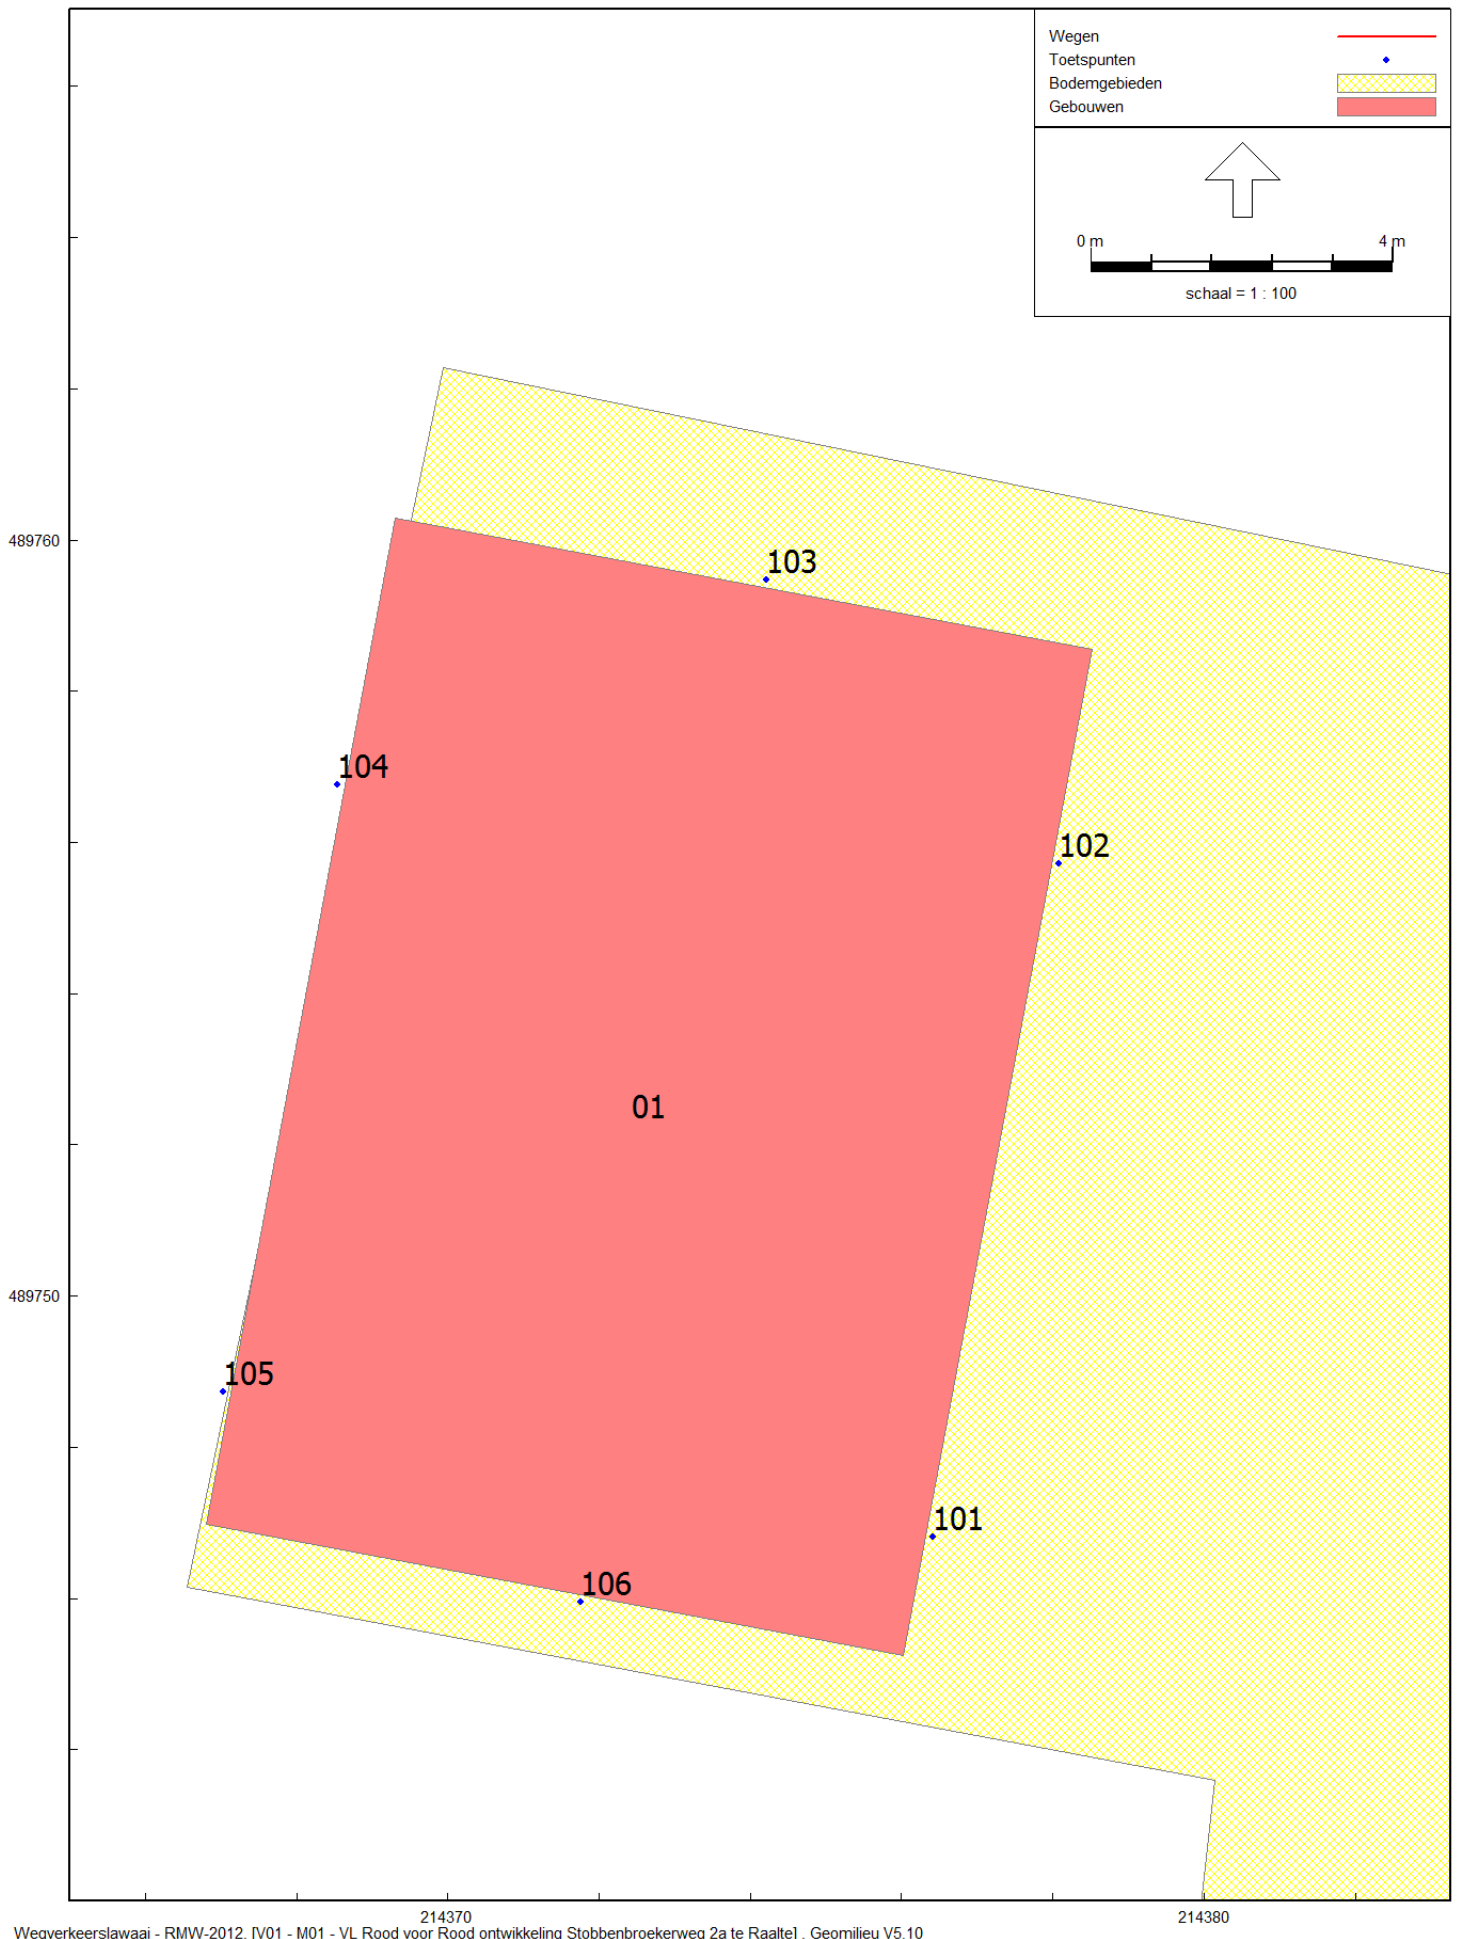 Wegen
Toetspunten
Bodemgebieden
Gebouwen
0 m 4 m
schaal = 1 : 100
489760
103
104
102
01
489750
105
101
106
214370 214380
Wegverkeerslawaai - RMW-2012, [V01 - M01 - VL Rood voor Rood ontwikkeling Stobbenbroekerweg 2a te Raalte] , Geomilieu V5.10